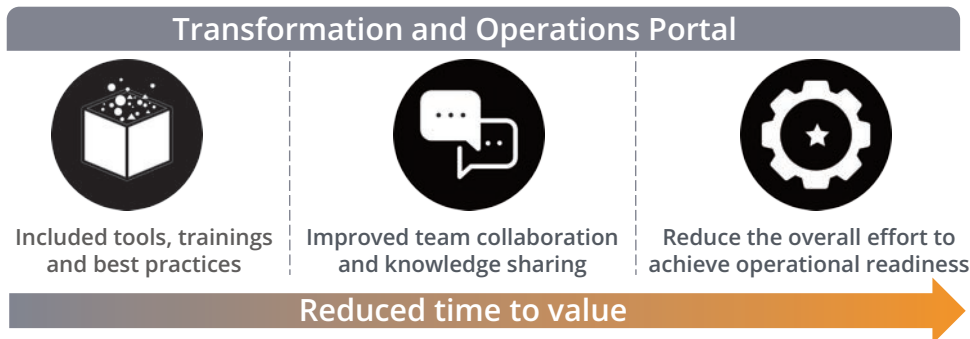 Transformation and Operations Portal
Included tools, trainings
and best practices
Improved team collaboration
and knowledge sharing
Reduce the overall effort to
achieve operational readiness
Reduced time to value